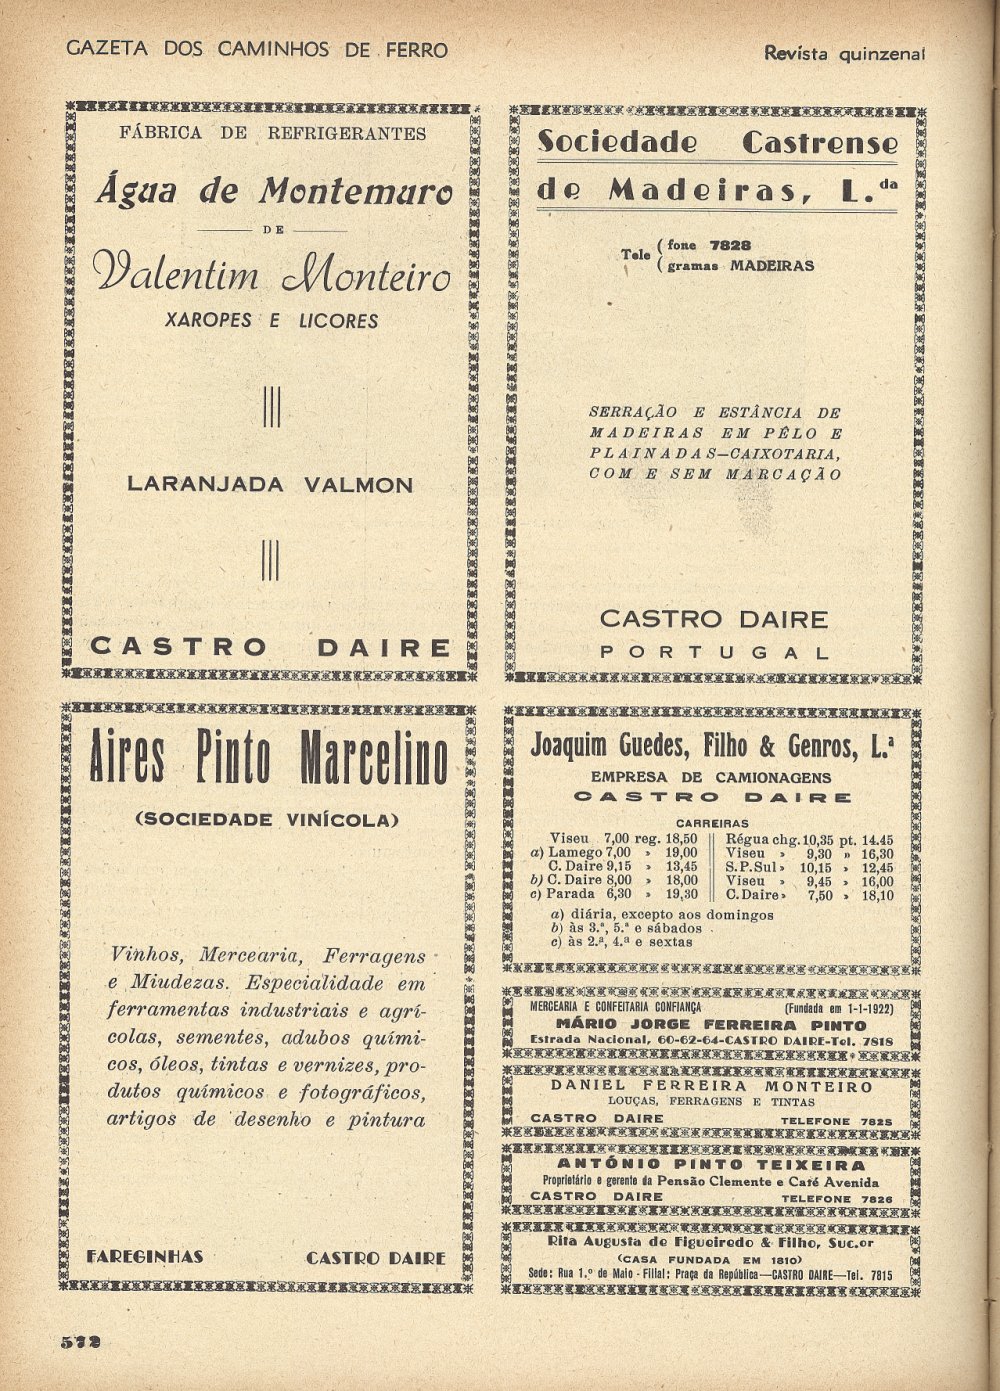 GAZETA DOS CAMINHOS DE FERRO
Revista quinzenal
FÁBRICA DE REFRIGERANTES
Água de Montemuro
DE
Valentim Monteiro
XAROPES E LICORES
LARANJADA VALMON
CASTRO DAIRE
Sociedade Castrense
de Madeiras, L.da
Tele ( fone 7828
( gramas MADEIRAS
SERRAÇÃO E ESTÂNCIA DE
MADEIRAS EM PÊLO E
PLAINADAS—CAIXOTARIA,
COM E SEM MARCAÇÃO
CASTRO DAIRE
PORTUGAL
Aires Pinto Marcelino
(SOCIEDADE VINÍCOLA)
Vinhos, Mercearia, Ferragens
e Miudezas. Especialidade em
ferramentas industriais e agrí-
colas, sementes, adubos quími-
cos, óleos, tintas e vernizes, pro-
dutos químicos e fotográficos,
artigos de desenho e pintura
FAREGINHAS CASTRO DAIRE
Joaquim Guedes, Filho & Genros, L.ª
EMPRESA DE CAMIONAGENS
CASTRO DAIRE
CARREIRAS
Viseu 7,00 reg. 18,50 Régua chg. 10,35 pt. 14.45
a) Lamego 7,00 » 19,00 Viseu » 9,30 » 16,30
C. Daire 9,15 » 13,45 S.P.Sul » 10,15 » 12,45
b) C. Daire 8,00 » 18,00 Viseu » 9,45 » 16,00
c) Parada 6,30 » 19,30 C.Daire » 7,50 » 18,10
a) diária, excepto aos domingos
b) às 3.ª, 5.ª e sábados
c) às 2.ª, 4.ª e sextas
MERCEARIA E CONFEITARIA CONFIANÇA (Fundada em 1-1-1922)
MÁRIO JORGE FERREIRA PINTO
Estrada Nacional, 60-62-64-CASTRO DAIRE-Tel. 7818
DANIEL FERREIRA MONTEIRO
LOUÇAS, FERRAGENS E TINTAS
CASTRO DAIRE TELEFONE 7825
ANTÓNIO PINTO TEIXEIRA
Proprietário e gerente da Pensão Clemente e Café Avenida
CASTRO DAIRE TELEFONE 7826
Rita Augusta de Figueiredo & Filho, Suc.or
(CASA FUNDADA EM 1810)
Sede: Rua 1.º de Maio - Filial: Praça da República—CASTRO DAIRE—Tel. 7815
572